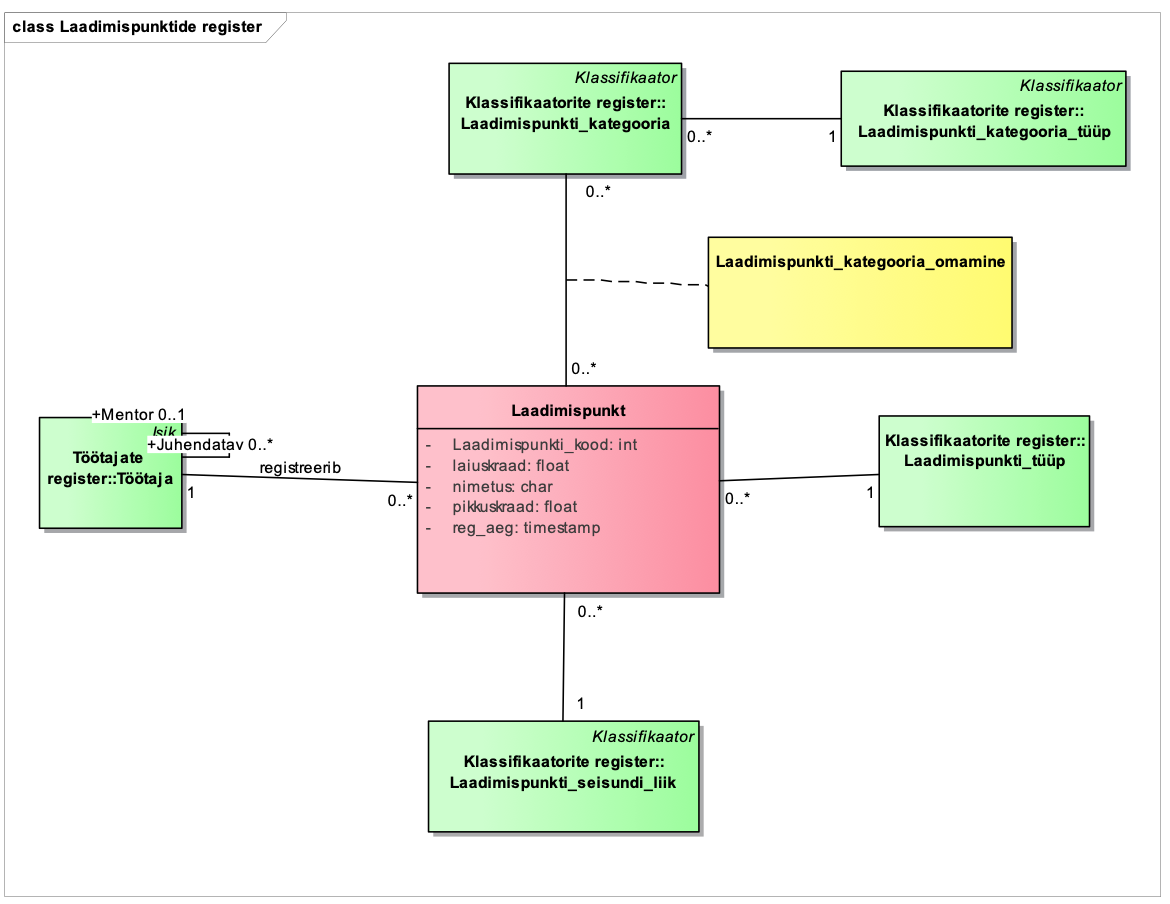 class Laadimispunktide register
Klassifikaator
Klassifikaatorite register::
Laadimispunkti_kategooria
Klassifikaator
Klassifikaatorite register::
Laadimispunkti_kategooria_tüüp
0..*
1
0..*
Laadimispunkti_kategooria_omamine
0..*
+Mentor 0..1
Isik
+Juhendatav 0..*
Töötajate
register::Töötaja
registreerib
1
0..*
Laadimispunkt
- Laadimispunkti_kood: int
- laiuskraad: float
- nimetus: char
- pikkuskraad: float
- reg_aeg: timestamp
Klassifikaatorite register::
Laadimispunkti_tüüp
0..*
1
0..*
1
Klassifikaator
Klassifikaatorite register::
Laadimispunkti_seisundi_liik